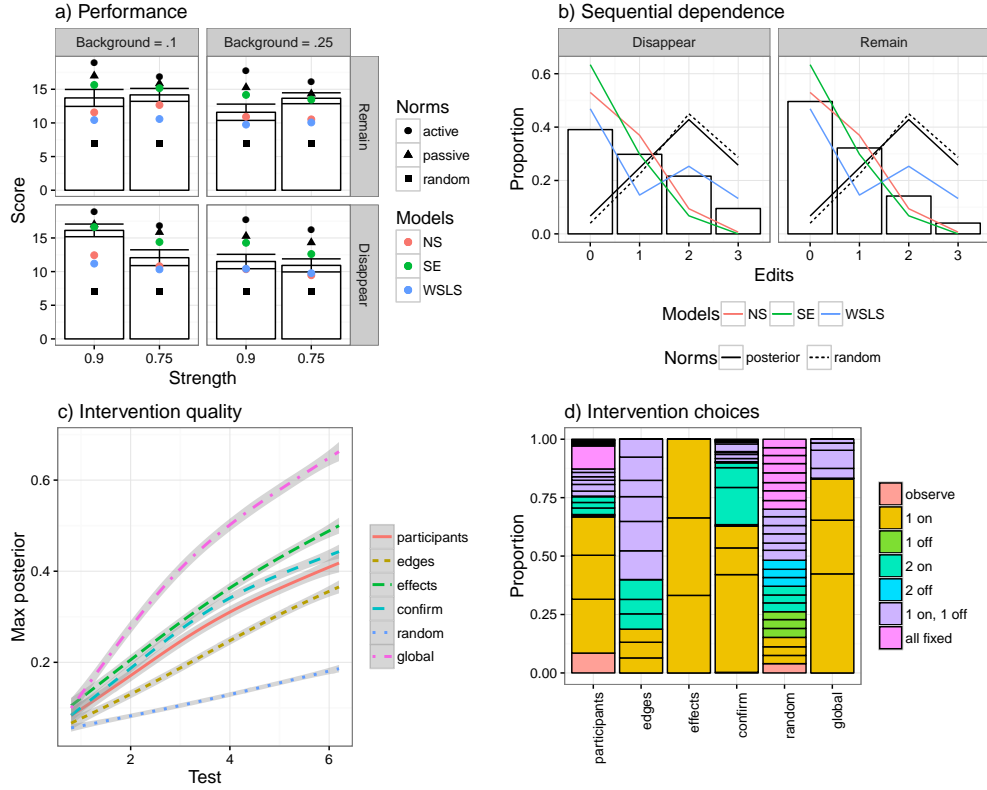 a) Performance
Background = .1
Background = .25
Remain
Disappear
Score
15
10
5
0
15
10
5
0
0.9
0.75
0.9
0.75
Strength
Norms
active
passive
random
Models
NS
SE
WSLS
b) Sequential dependence
Disappear
Remain
Proportion
0.6
0.4
0.2
0.0
0
1
2
3
0
1
2
3
Edits
Models
NS
SE
WSLS
Norms
posterior
random
c) Intervention quality
Max posterior
0.6
0.4
0.2
2
4
6
Test
participants
edges
effects
confirm
random
global
d) Intervention choices
Proportion
1.00
0.75
0.50
0.25
0.00
participants
edges
effects
confirm
random
global
observe
1 on
1 off
2 on
2 off
1 on, 1 off
all fixed